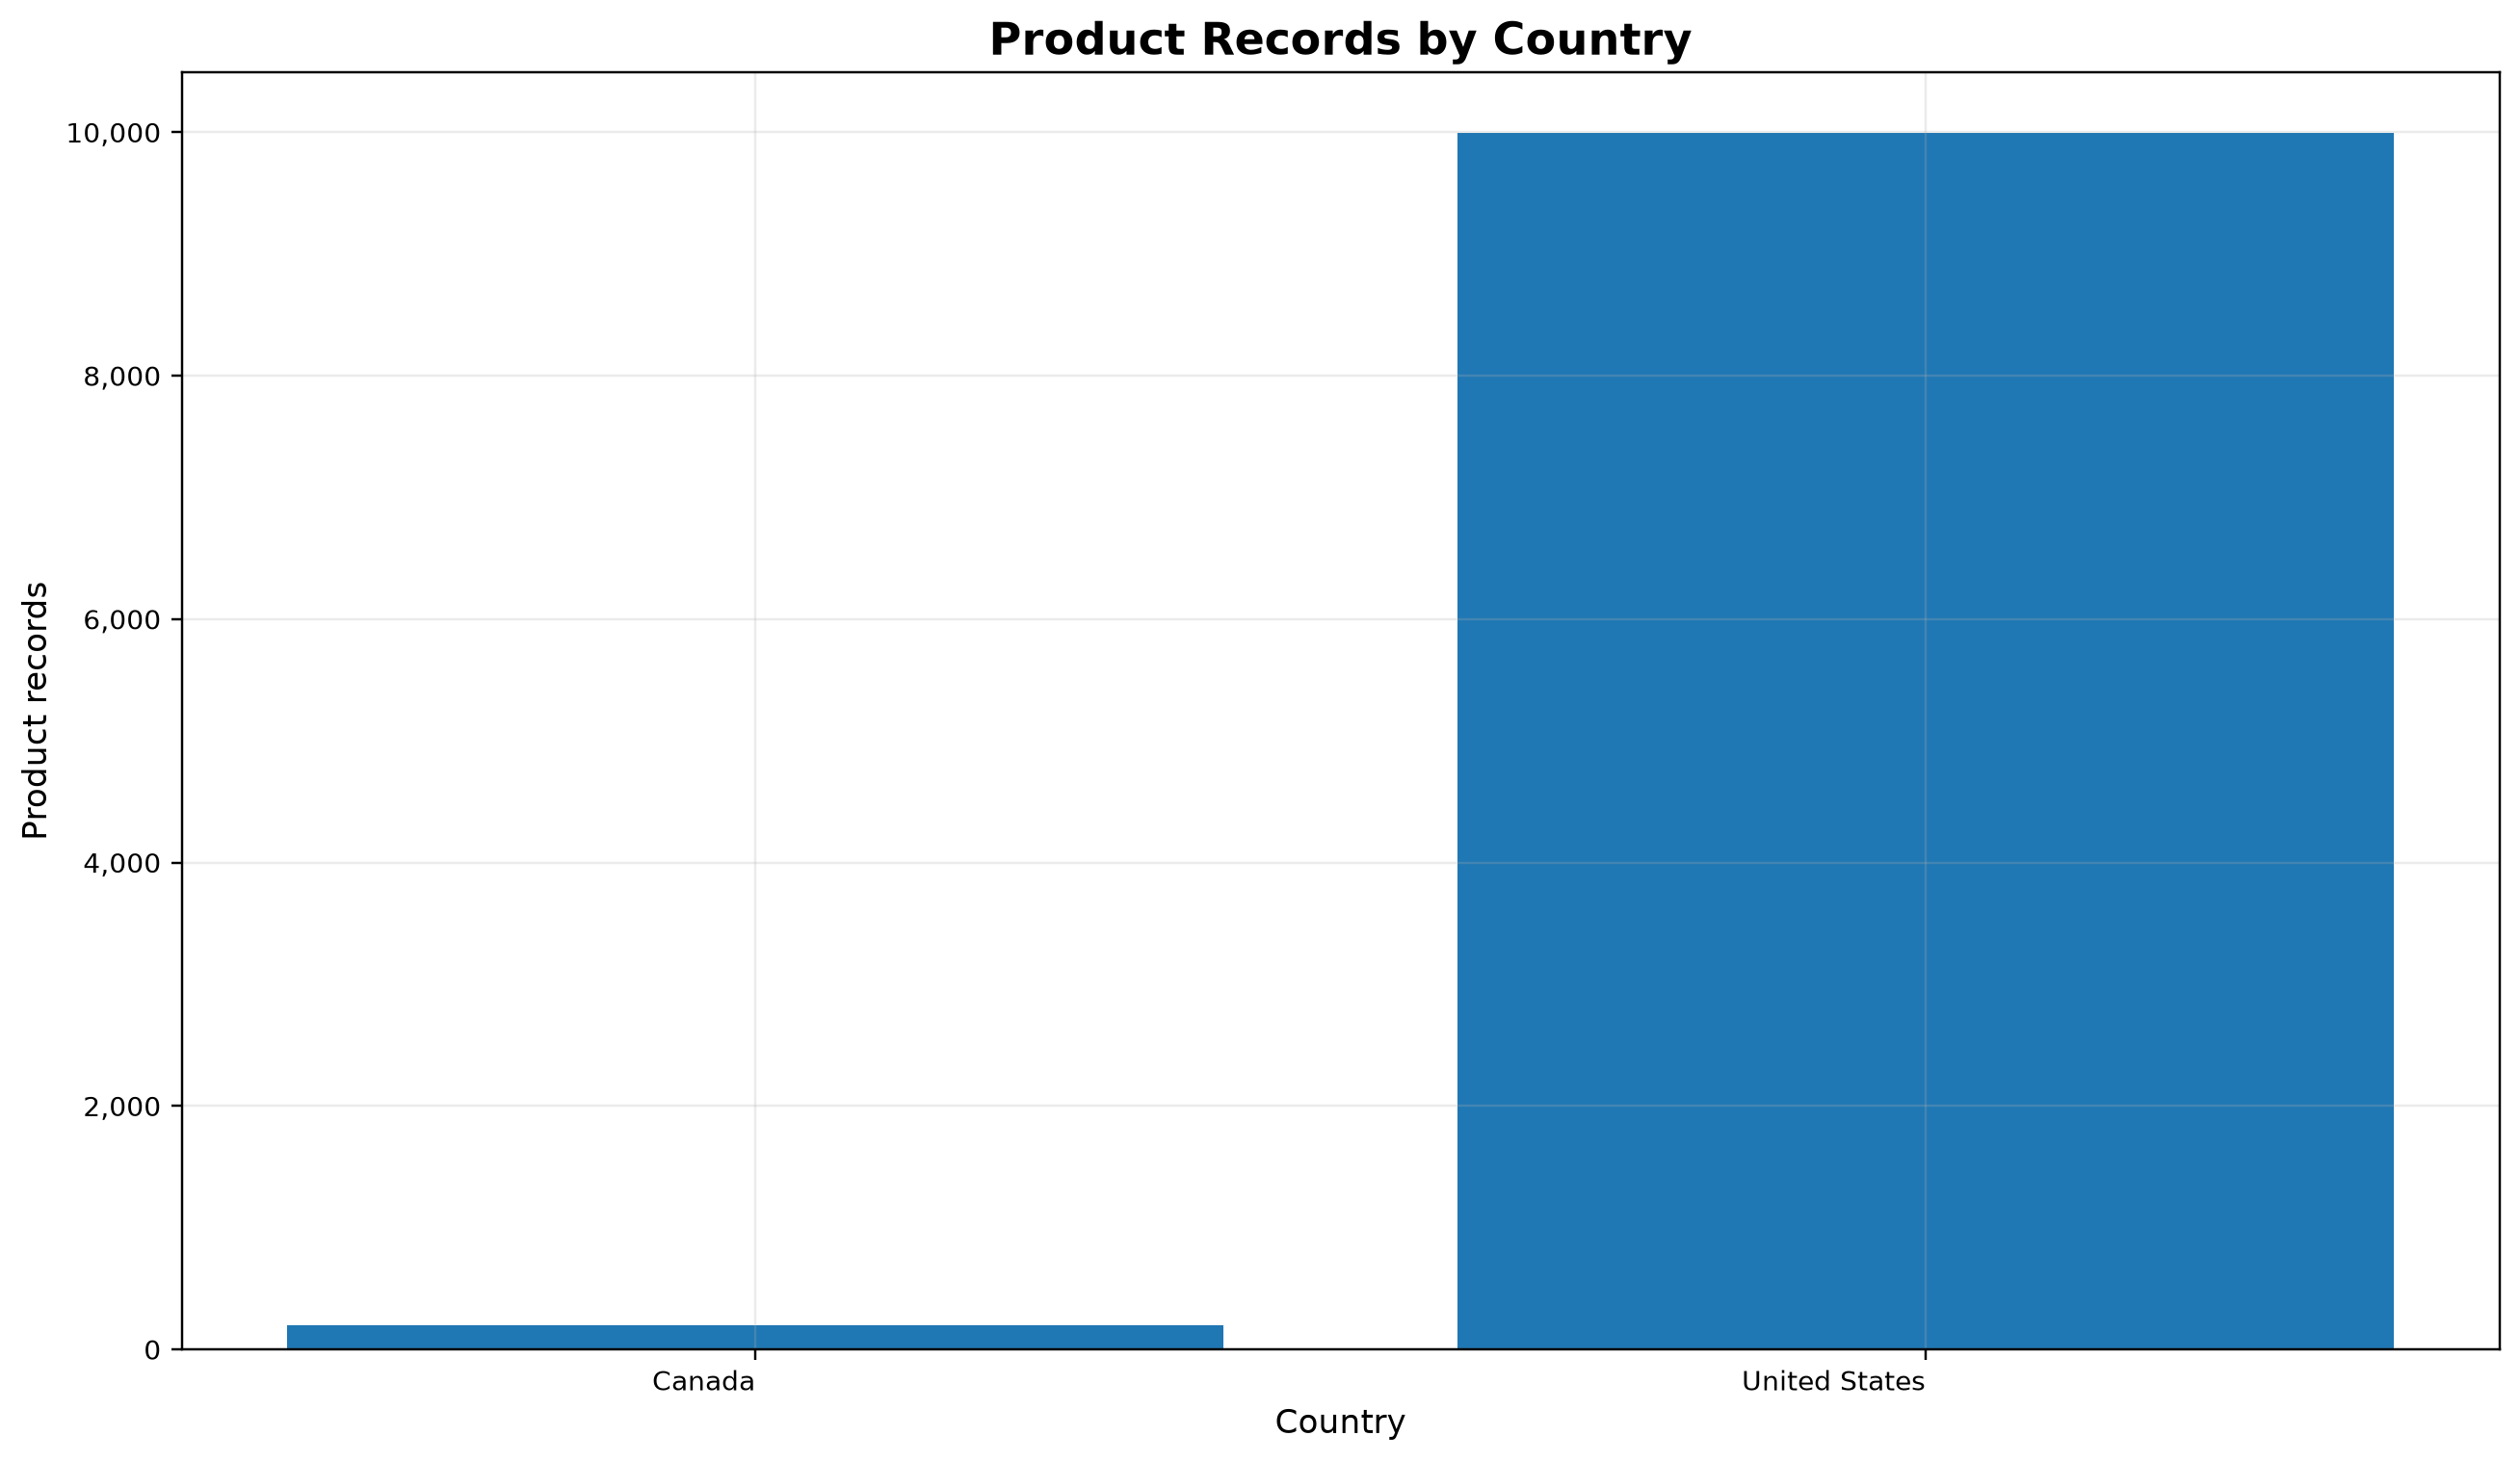 Product Records by Country
Product records
10,000
8,000
6,000
4,000
2,000
0
Canada
United States
Country